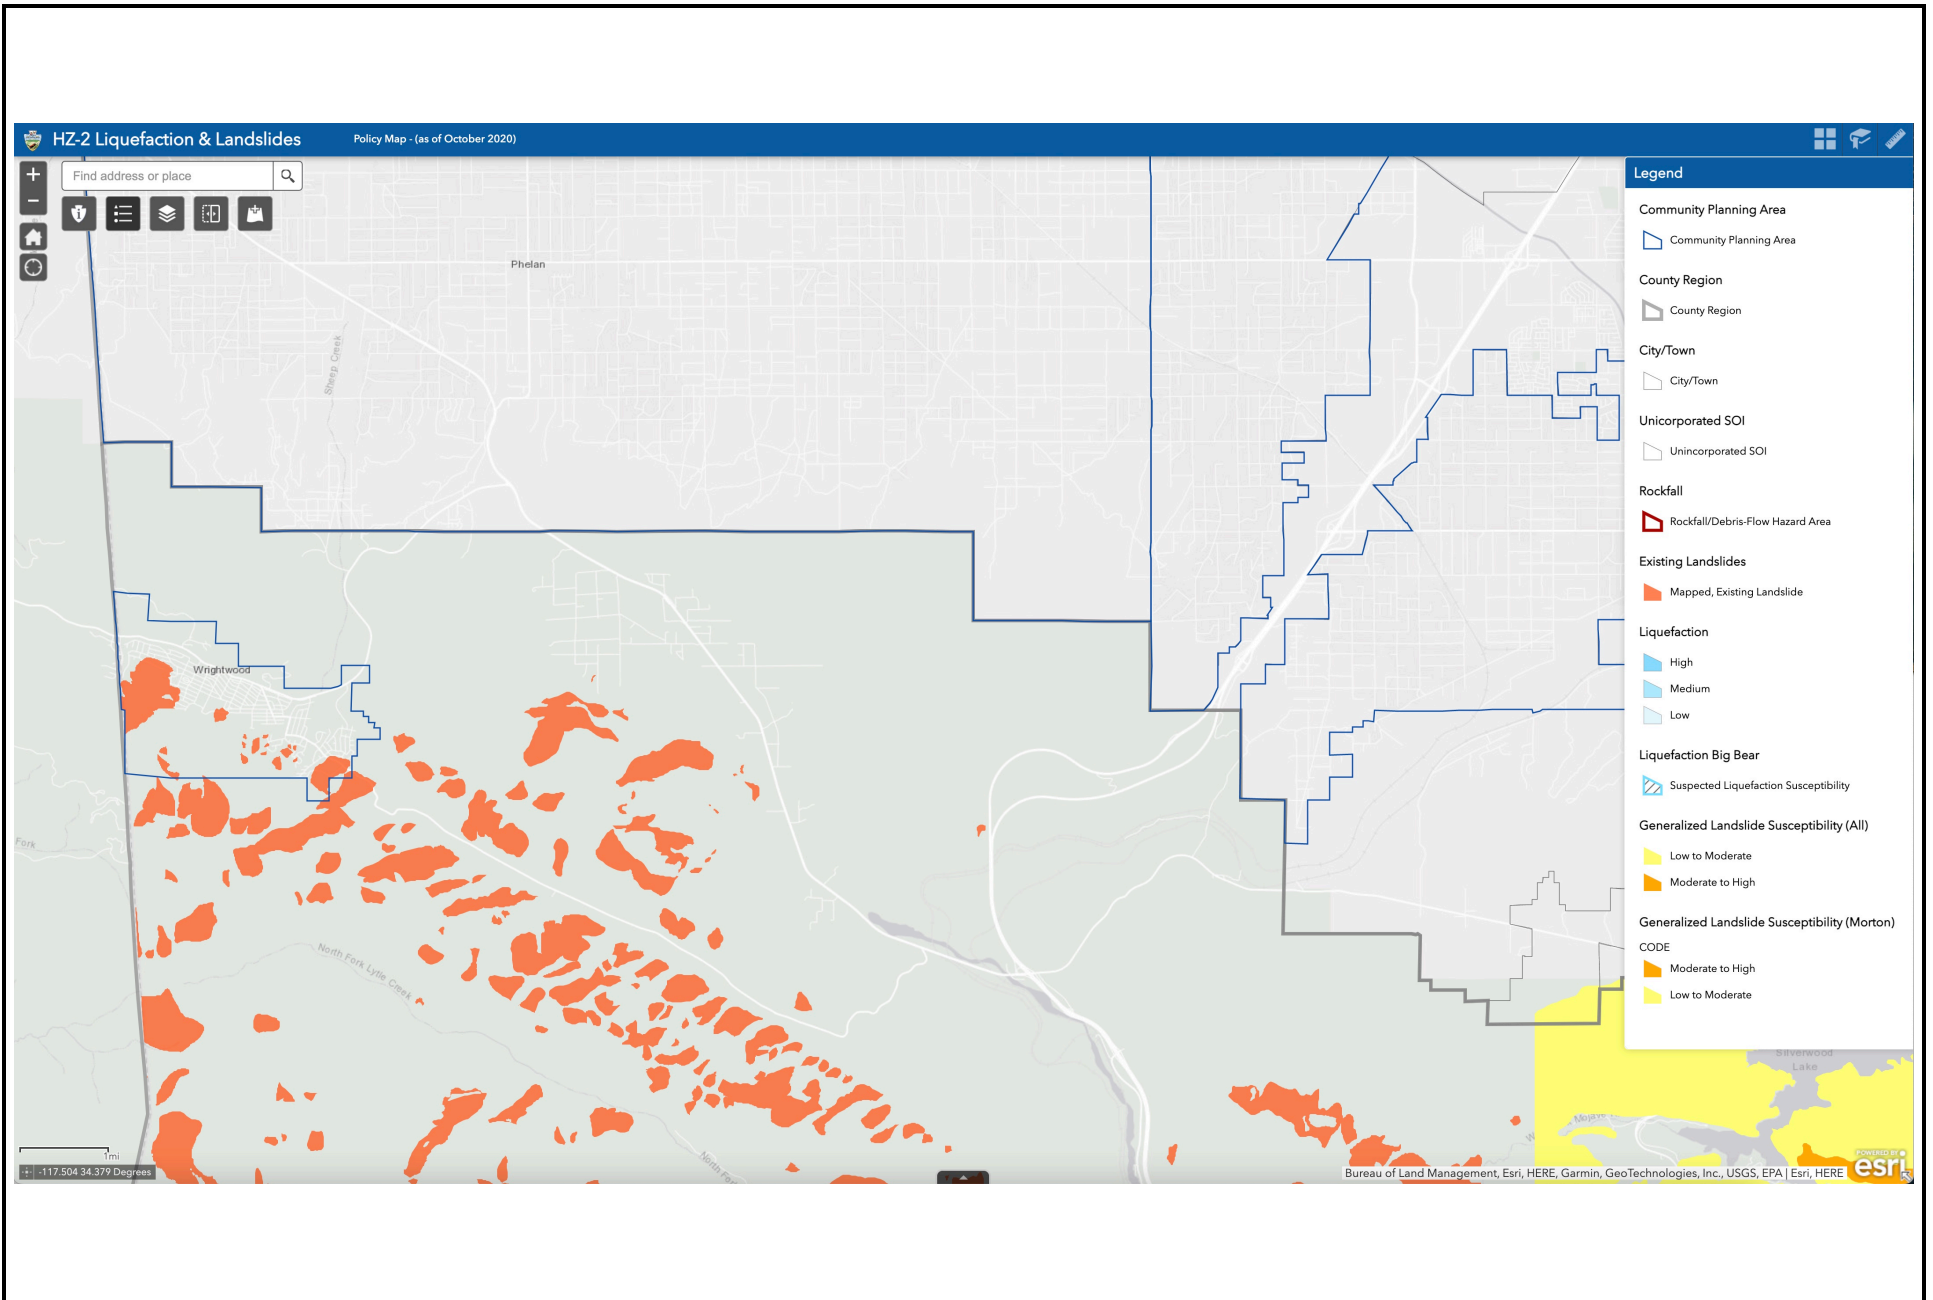 HZ-2 Liquefaction & Landslides
Policy Map - (as of October 2020)
+
Find address or place
−
Legend
Community Planning Area
Community Planning Area
County Region
County Region
City/Town
City/Town
Unicorporated SOI
Unincorporated SOI
Rockfall
Rockfall/Debris-Flow Hazard Area
Existing Landslides
Mapped, Existing Landslide
Liquefaction
High
Medium
Low
Liquefaction Big Bear
Suspected Liquefaction Susceptibility
Generalized Landslide Susceptibility (All)
Low to Moderate
Moderate to High
Generalized Landslide Susceptibility (Morton)
CODE
Moderate to High
Low to Moderate
Phelan
Sheep Creek
Wrightwood
Fork
North Fork Lytle Creek
Silverwood
Lake
1mi
-117.504 34.379 Degrees
Bureau of Land Management, Esri, HERE, Garmin, GeoTechnologies, Inc., USGS, EPA | Esri, HERE
POWERED BY
esri